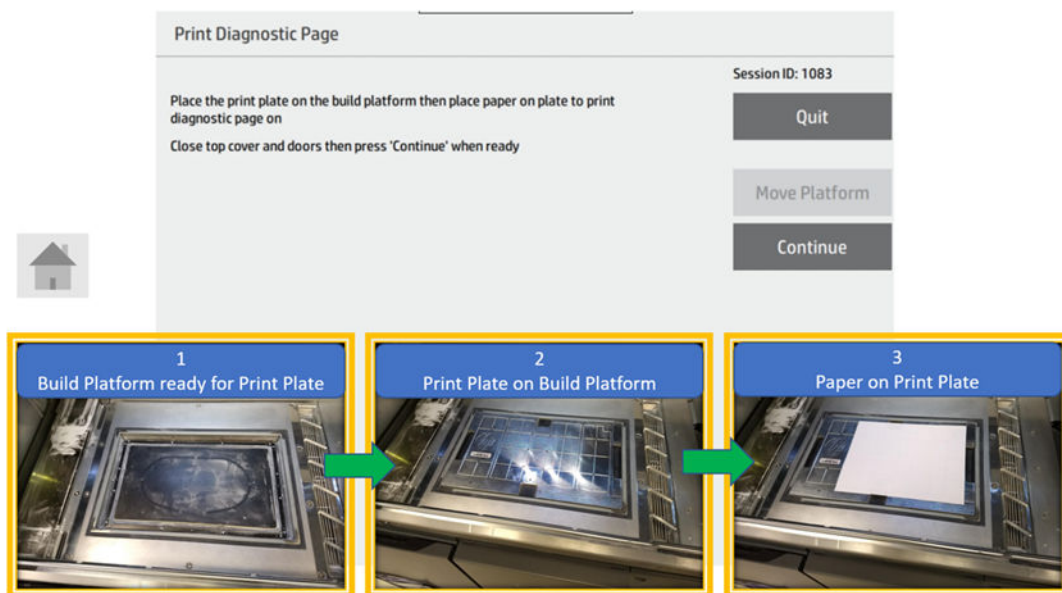 Print Diagnostic Page
Session ID: 1083
Place the print plate on the build platform then place paper on plate to print
diagnostic page on
Close top cover and doors then press 'Continue' when ready
Quit
Move Platform
Continue
1
Build Platform ready for Print Plate
2
Print Plate on Build Platform
3
Paper on Print Plate